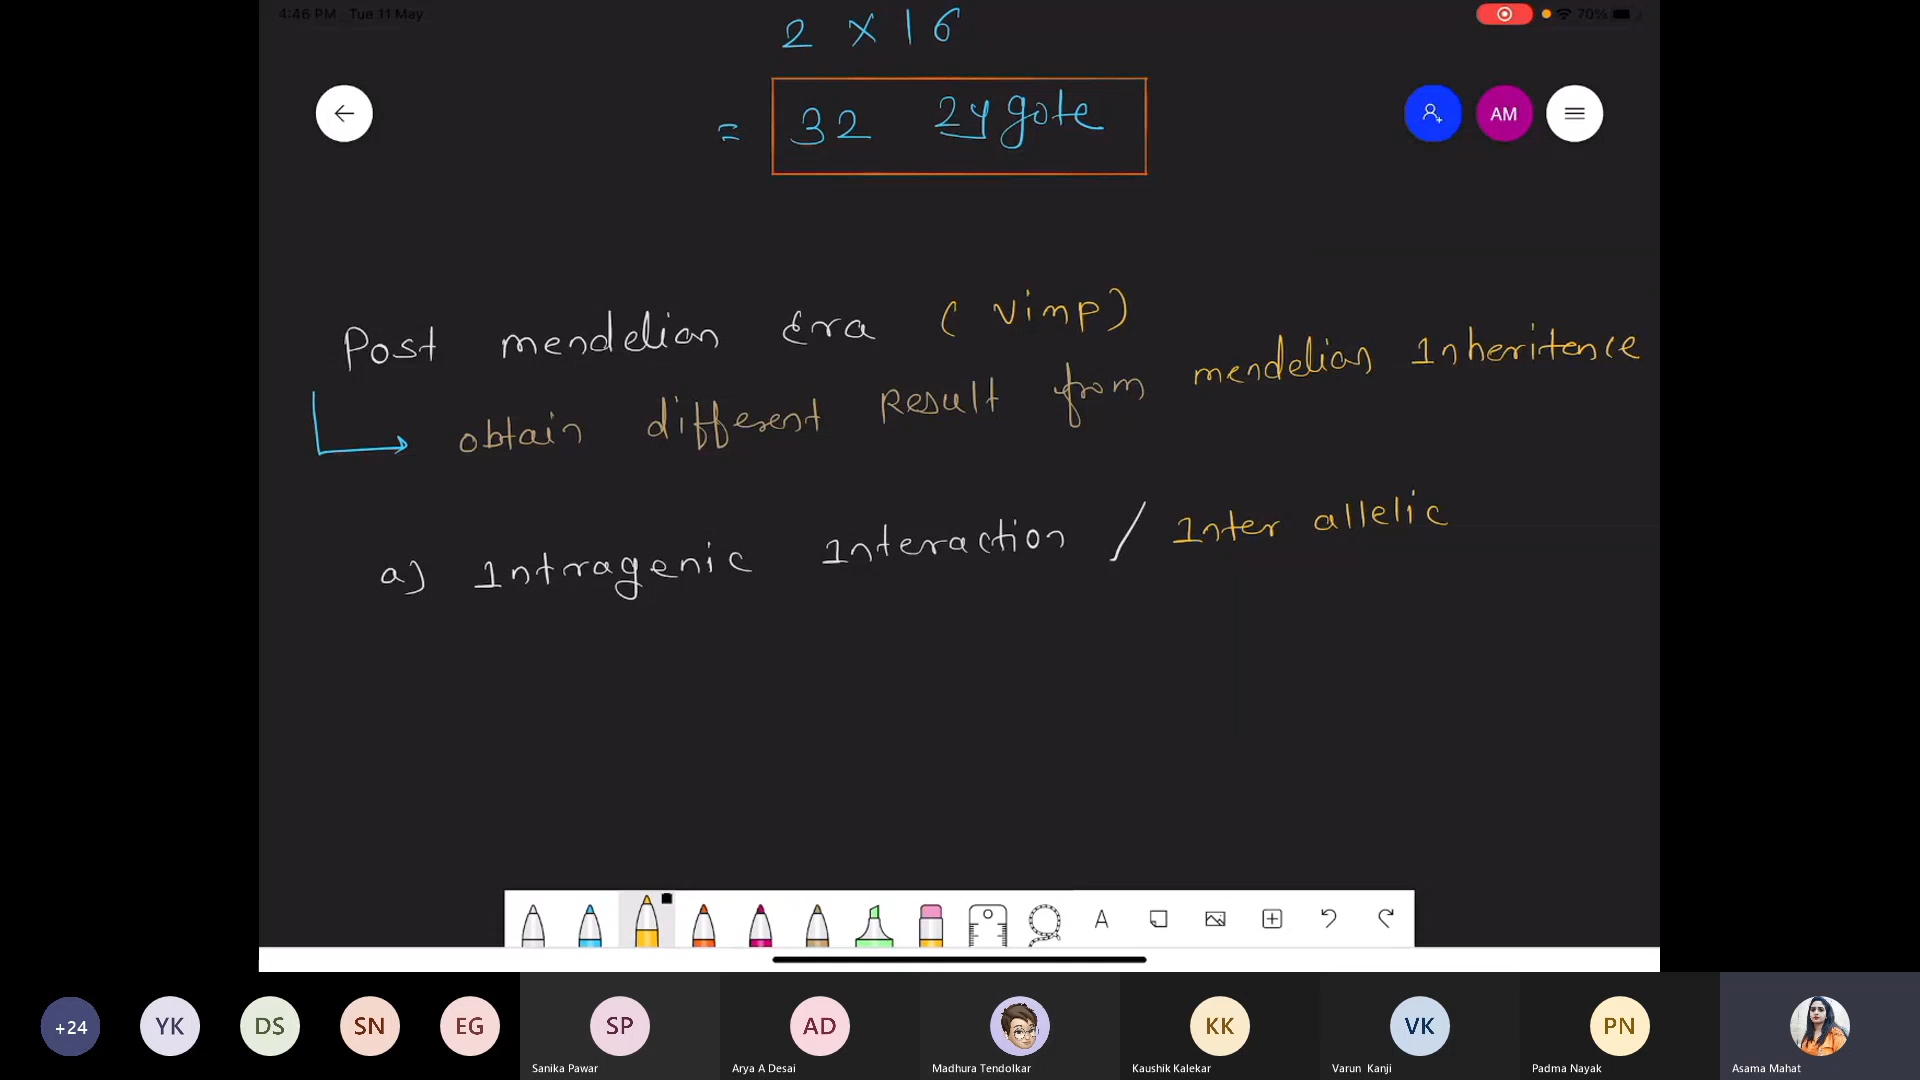 4:46 PM Tue 11 May
70%
2 × 16
= 32 zygote
AM
Post mendelian Era ( Vimp)
obtain different Result from mendelian Inheritence
a) Intragenic Interaction / Inter allelic
A
+24
YK
DS
SN
EG
SP
AD
KK
VK
PN
Sanika Pawar
Arya A Desai
Madhura Tendolkar
Kaushik Kalekar
Varun Kanji
Padma Nayak
Asama Mahat